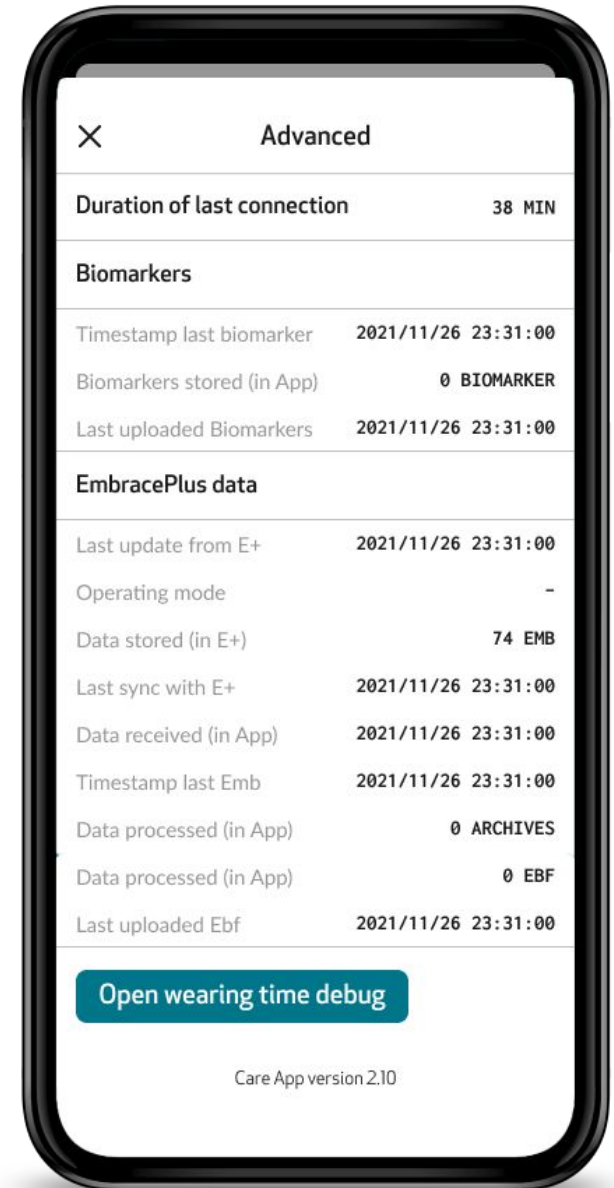 Advanced
Duration of last connection 38 MIN
Biomarkers
Timestamp last biomarker 2021/11/26 23:31:00
Biomarkers stored (in App) 0 BIOMARKER
Last uploaded Biomarkers 2021/11/26 23:31:00
EmbracePlus data
Last update from E+ 2021/11/26 23:31:00
Operating mode –
Data stored (in E+) 74 EMB
Last sync with E+ 2021/11/26 23:31:00
Data received (in App) 2021/11/26 23:31:00
Timestamp last Emb 2021/11/26 23:31:00
Data processed (in App) 0 ARCHIVES
Data processed (in App) 0 EBF
Last uploaded Ebf 2021/11/26 23:31:00
Open wearing time debug
Care App version 2.10